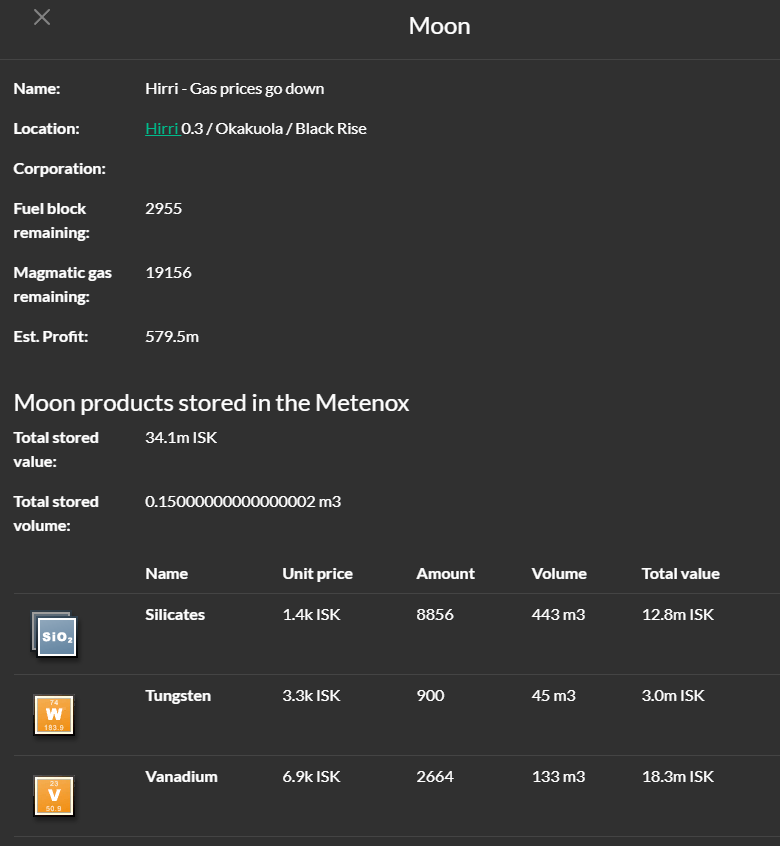 Moon
Name: Hirri - Gas prices go down
Location: Hirri 0.3 / Okakuola / Black Rise
Corporation:
Fuel block remaining: 2955
Magmatic gas remaining: 19156
Est. Profit: 579.5m
Moon products stored in the Metenox
Total stored value: 34.1m ISK
Total stored volume: 0.15000000000000002 m3
Name Unit price Amount Volume Total value
SiO₂ Silicates 1.4k ISK 8856 443 m3 12.8m ISK
74 W 183.9 Tungsten 3.3k ISK 900 45 m3 3.0m ISK
23 V 50.9 Vanadium 6.9k ISK 2664 133 m3 18.3m ISK